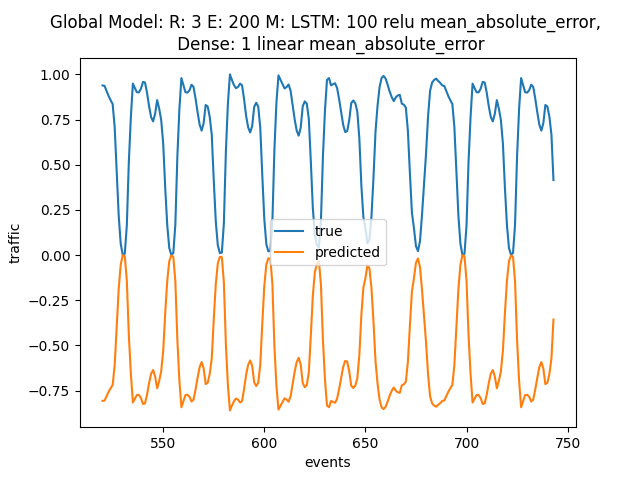 Global Model: R: 3 E: 200 M: LSTM: 100 relu mean_absolute_error,
Dense: 1 linear mean_absolute_error
1.00
0.75
0.50
0.25
0.00
−0.25
−0.50
−0.75
traffic
true
predicted
550
600
650
700
750
events